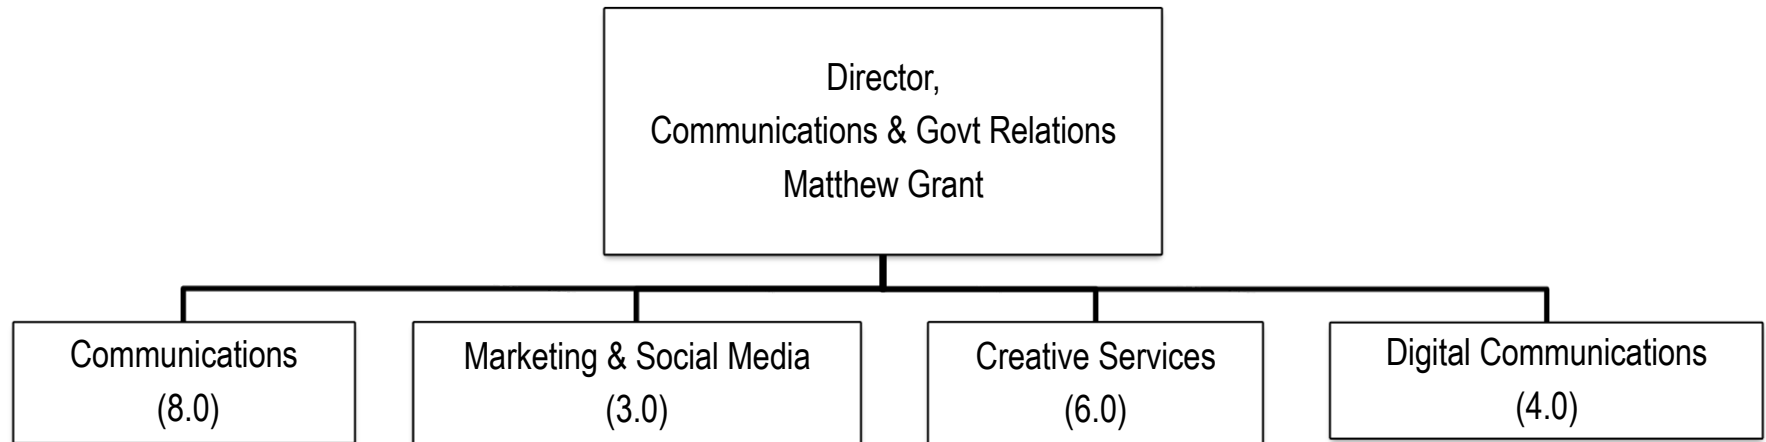 Director,
Communications & Govt Relations
Matthew Grant
Communications
(8.0)
Marketing & Social Media
(3.0)
Creative Services
(6.0)
Digital Communications
(4.0)